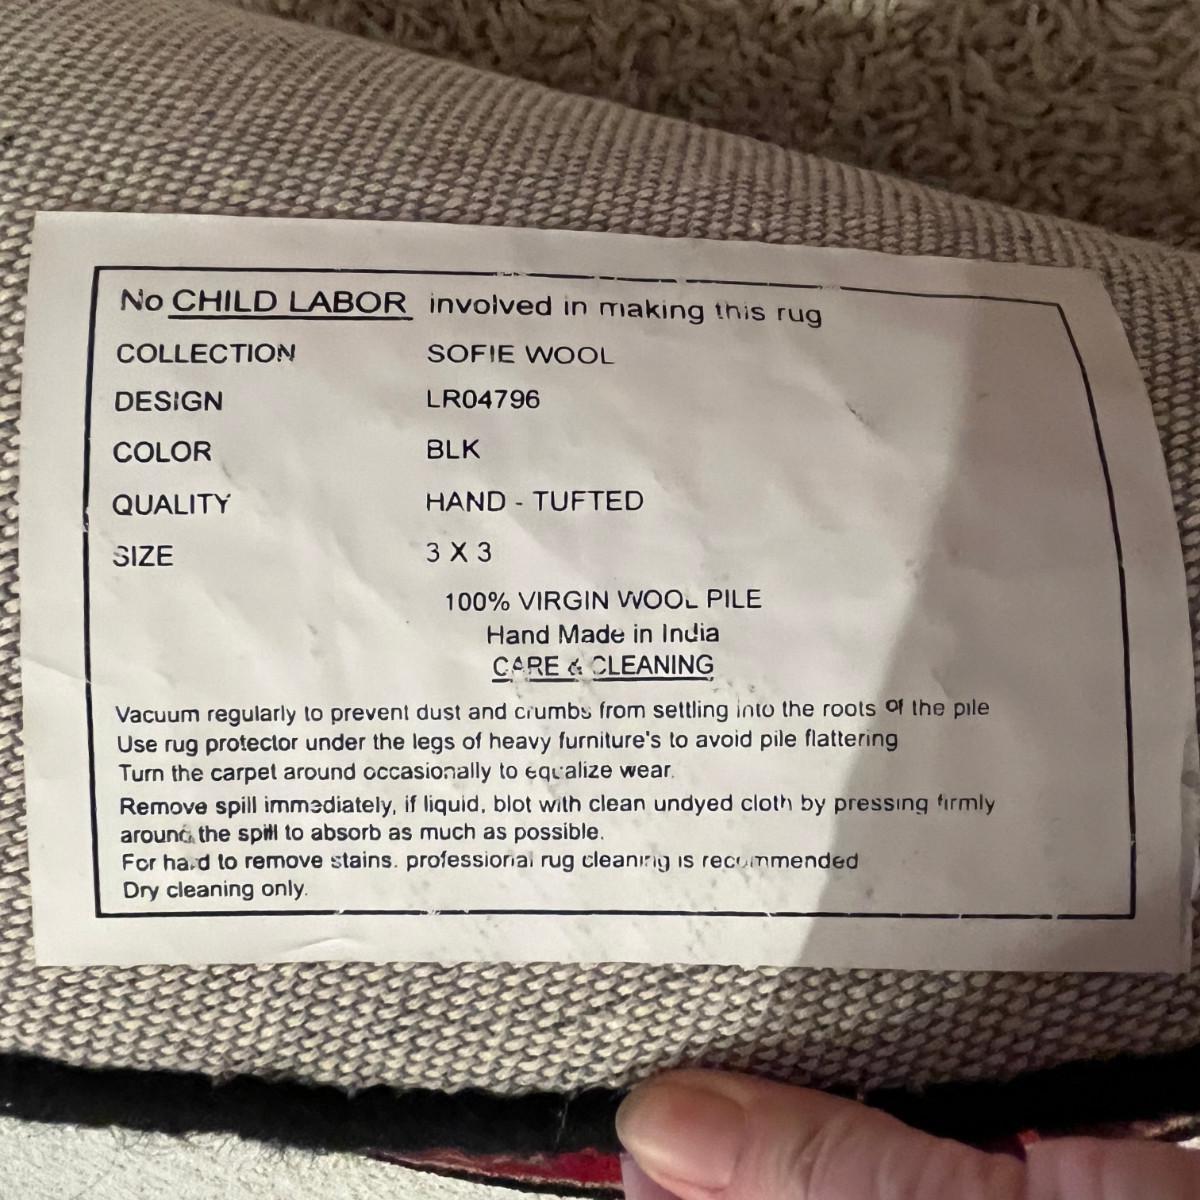 No CHILD LABOR involved in making this rug
COLLECTION SOFIE WOOL
DESIGN LR04796
COLOR BLK
QUALITY HAND - TUFTED
SIZE 3 X 3
100% VIRGIN WOOL PILE
Hand Made in India
CARE & CLEANING
Vacuum regularly to prevent dust and crumbs from settling into the roots of the pile
Use rug protector under the legs of heavy furniture's to avoid pile flattering
Turn the carpet around occasionally to equalize wear.
Remove spill immediately, if liquid, blot with clean undyed cloth by pressing firmly
around the spill to absorb as much as possible.
For hard to remove stains. professional rug cleaning is recommended
Dry cleaning only.